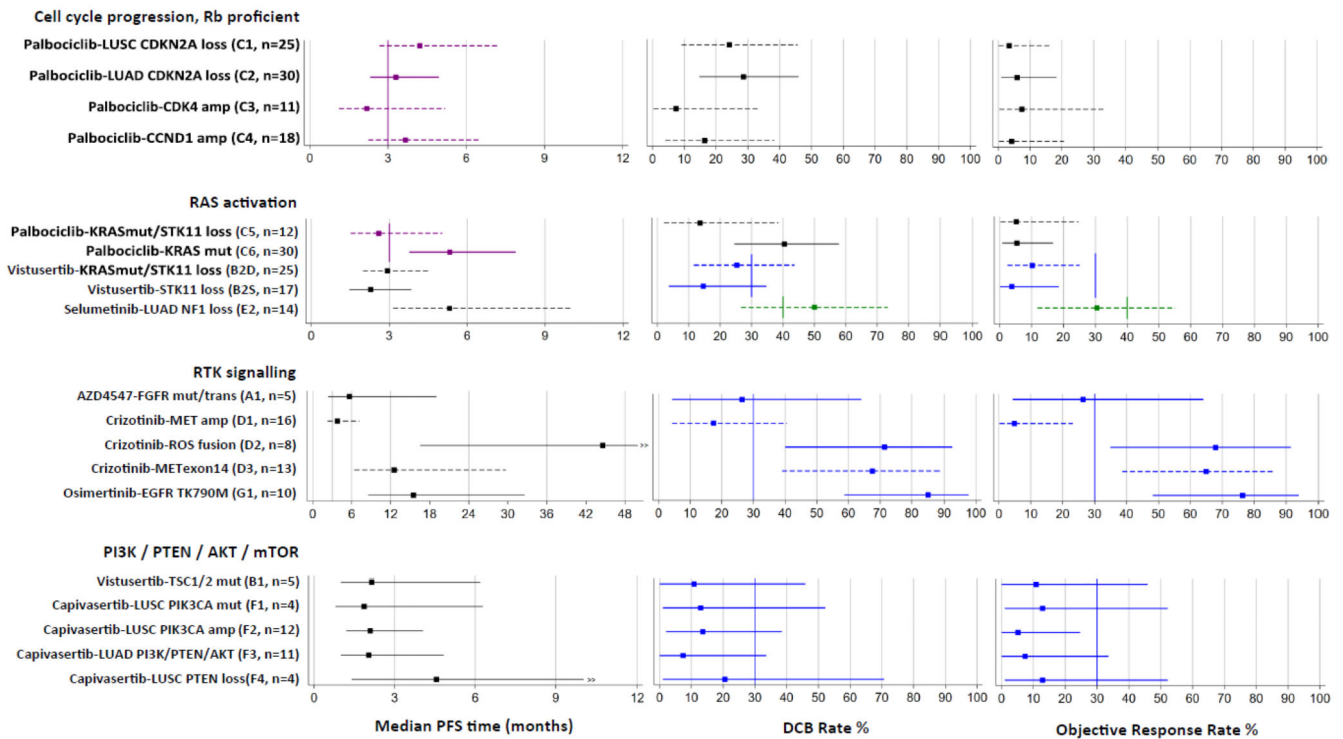 Cell cycle progression, Rb proficient
Palbociclib-LUSC CDKN2A loss (C1, n=25)
Palbociclib-LUAD CDKN2A loss (C2, n=30)
Palbociclib-CDK4 amp (C3, n=11)
Palbociclib-CCND1 amp (C4, n=18)
0 3 6 9 12
0 10 20 30 40 50 60 70 80 90 100
0 10 20 30 40 50 60 70 80 90 100
RAS activation
Palbociclib-KRASmut/STK11 loss (C5, n=12)
Palbociclib-KRAS mut (C6, n=30)
Vistusertib-KRASmut/STK11 loss (B2D, n=25)
Vistusertib-STK11 loss (B2S, n=17)
Selumetinib-LUAD NF1 loss (E2, n=14)
0 3 6 9 12
0 10 20 30 40 50 60 70 80 90 100
0 10 20 30 40 50 60 70 80 90 100
RTK signalling
AZD4547-FGFR mut/trans (A1, n=5)
Crizotinib-MET amp (D1, n=16)
Crizotinib-ROS fusion (D2, n=8)
>>
Crizotinib-METexon14 (D3, n=13)
Osimertinib-EGFR TK790M (G1, n=10)
0 6 12 18 24 30 36 42 48
0 10 20 30 40 50 60 70 80 90 100
0 10 20 30 40 50 60 70 80 90 100
PI3K / PTEN / AKT / mTOR
Vistusertib-TSC1/2 mut (B1, n=5)
Capivasertib-LUSC PIK3CA mut (F1, n=4)
Capivasertib-LUSC PIK3CA amp (F2, n=12)
Capivasertib-LUAD PI3K/PTEN/AKT (F3, n=11)
Capivasertib-LUSC PTEN loss(F4, n=4)
>>
0 3 6 9
0 10 20 30 40 50 60 70 80 90 100
0 10 20 30 40 50 60 70 80 90 100
Median PFS time (months)
DCB Rate %
Objective Response Rate %